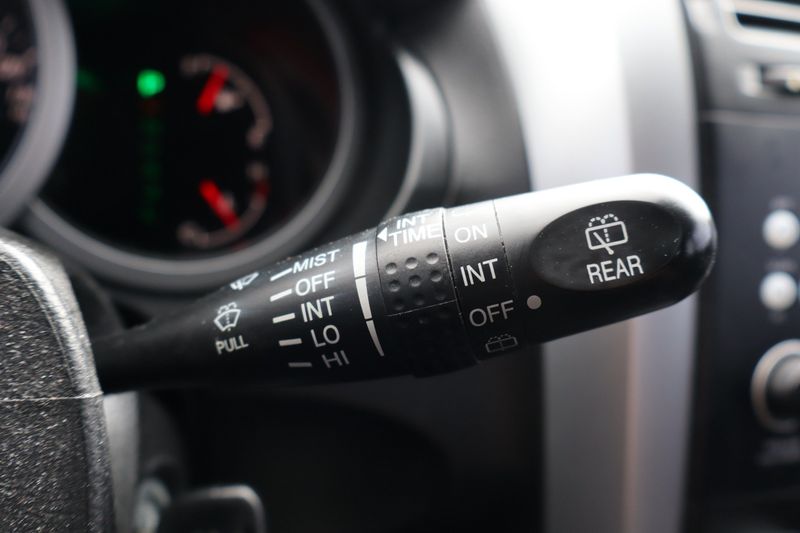 MIST
OFF
INT
LO
HI
PULL
INT
TIME
ON
INT
OFF
REAR